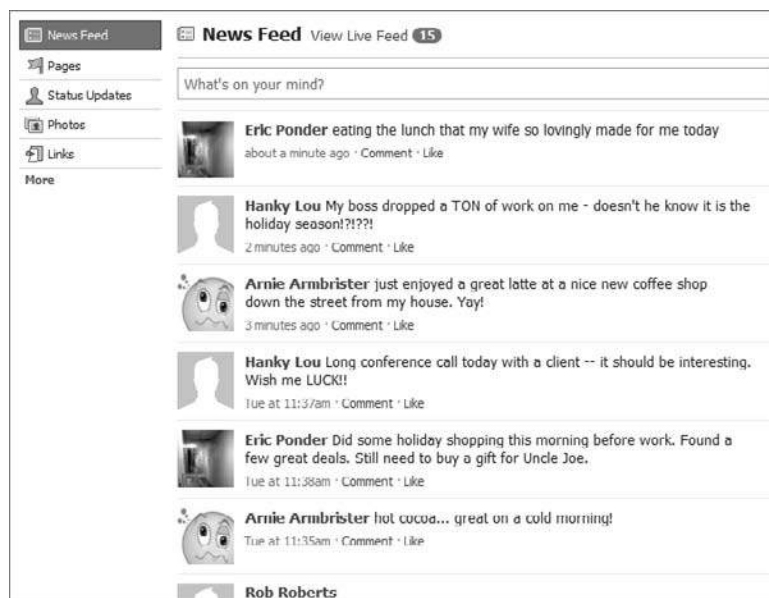 News Feed
Pages
Status Updates
Photos
Links
More
News Feed View Live Feed 15
What's on your mind?
Eric Ponder eating the lunch that my wife so lovingly made for me today
about a minute ago · Comment · Like
Hanky Lou My boss dropped a TON of work on me - doesn't he know it is the
holiday season!?!??!
2 minutes ago · Comment · Like
Arnie Armbrister just enjoyed a great latte at a nice new coffee shop
down the street from my house. Yay!
3 minutes ago · Comment · Like
Hanky Lou Long conference call today with a client -- it should be interesting.
Wish me LUCK!!
Tue at 11:37am · Comment · Like
Eric Ponder Did some holiday shopping this morning before work. Found a
few great deals. Still need to buy a gift for Uncle Joe.
Tue at 11:38am · Comment · Like
Arnie Armbrister hot cocoa... great on a cold morning!
Tue at 11:35am · Comment · Like
Rob Roberts